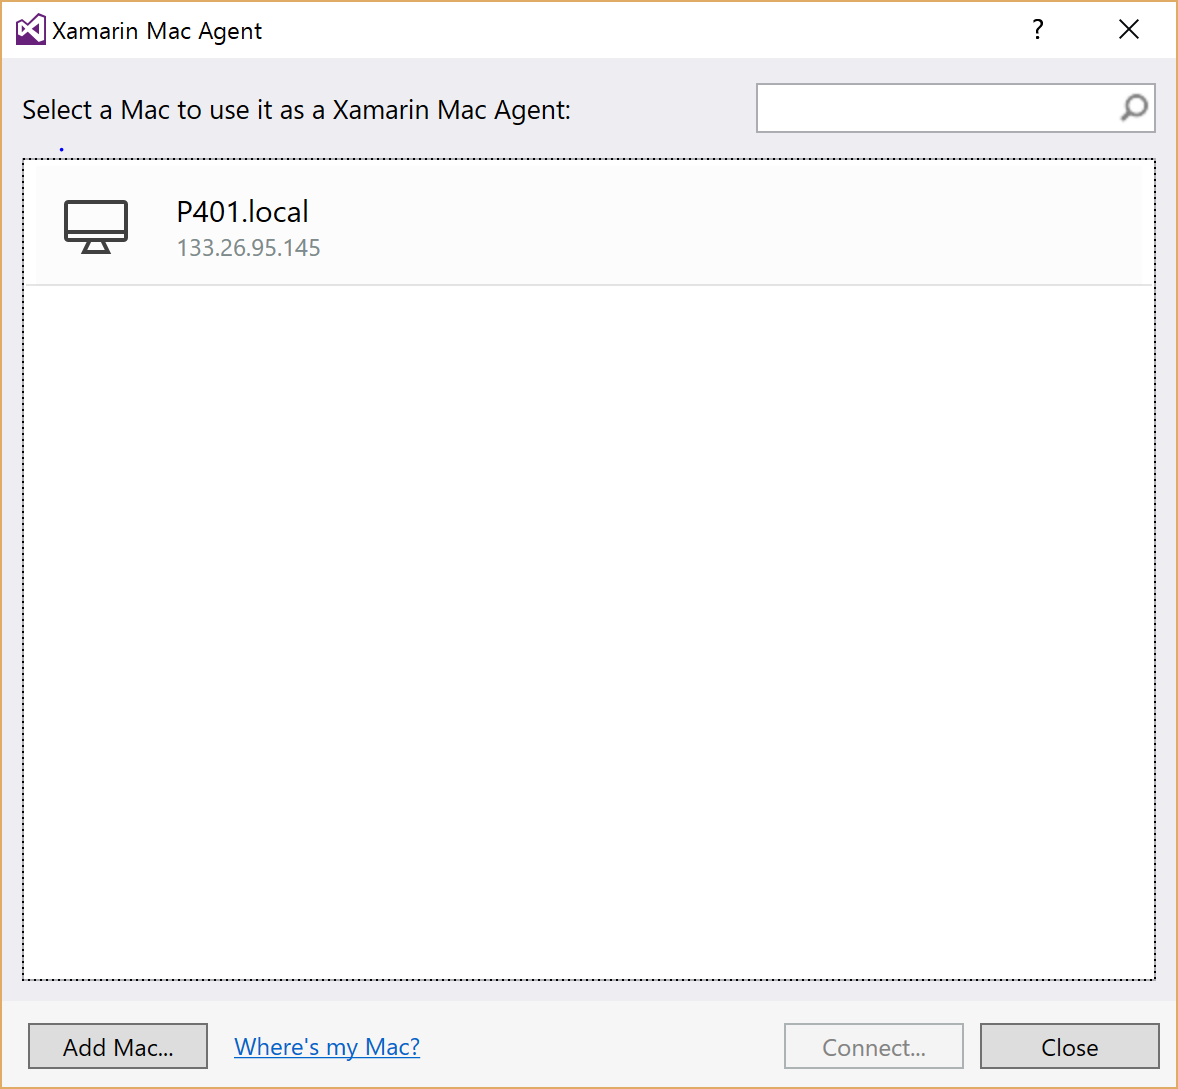 Xamarin Mac Agent
?
Select a Mac to use it as a Xamarin Mac Agent:
P401.local
133.26.95.145
Add Mac...
Where's my Mac?
Connect...
Close